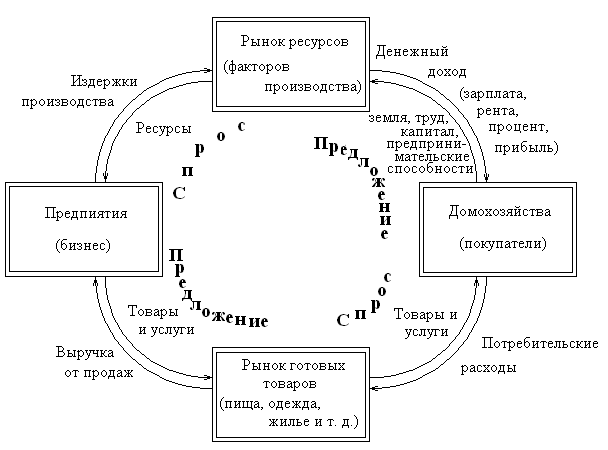 Рынок ресурсов
(факторов
производства)
Денежный
доход
(зарплата,
рента,
процент,
прибыль)
Издержки
производства
Ресурсы
земля, труд,
капитал,
предприни-
мательские
способности
Спрос
Предложение
Предпиятия
(бизнес)
Домохозяйства
(покупатели)
Предложение
Спрос
Товары
и услуги
Товары и
услуги
Выручка
от продаж
Потребительские
расходы
Рынок готовых
товаров
(пища, одежда,
жилье и т. д.)